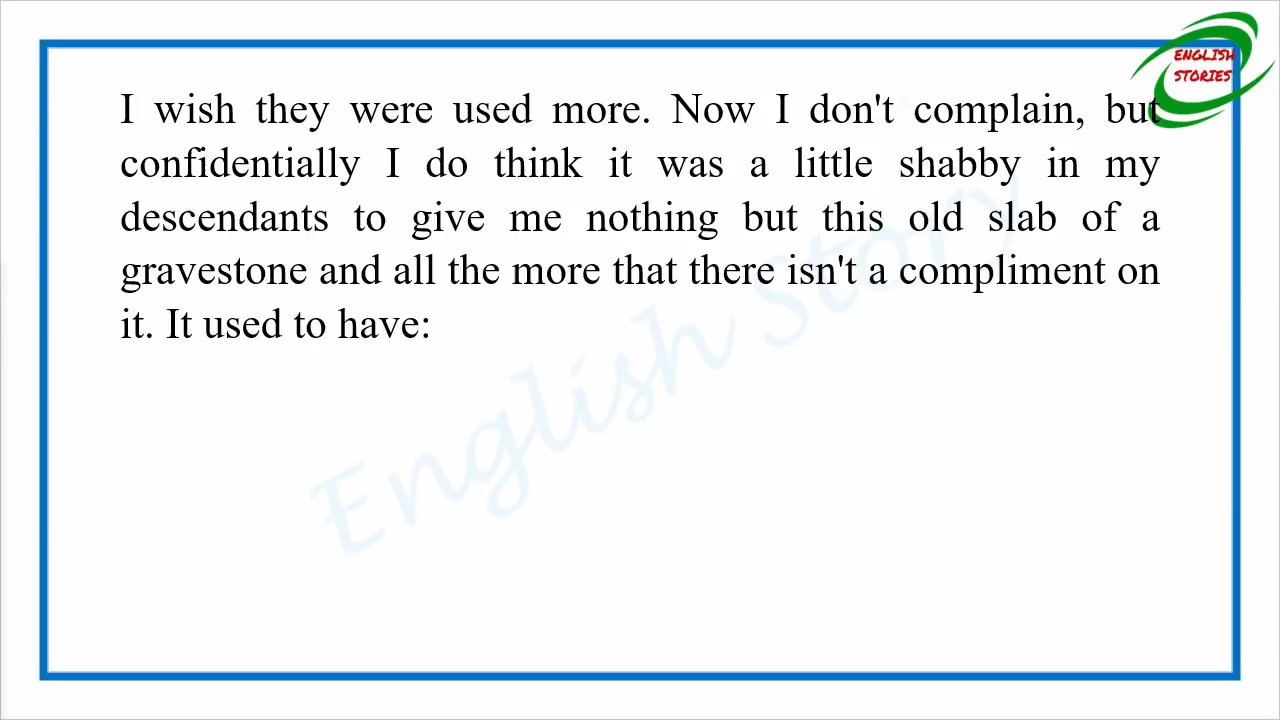 ENGLISH
STORIES
I wish they were used more. Now I don't complain, but
confidentially I do think it was a little shabby in my
descendants to give me nothing but this old slab of a
gravestone and all the more that there isn't a compliment on
it. It used to have:
English Story